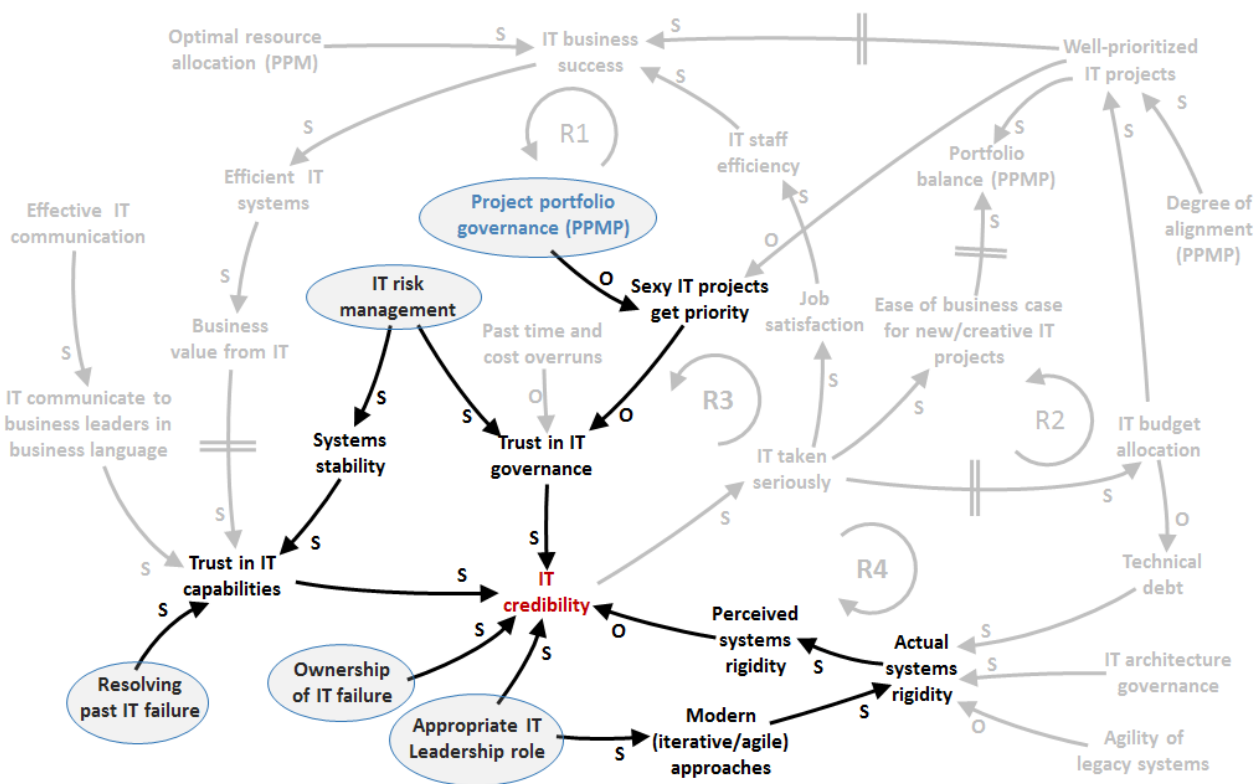 Optimal resource
allocation (PPM)
S
IT business
success
S
Well-prioritized
IT projects
S
S
R1
IT staff
efficiency
S
S
S
Portfolio
balance (PPMP)
Efficient IT
systems
Project portfolio
governance (PPMP)
Effective IT
communication
Degree of
alignment
(PPMP)
S
S
O
O
IT risk
management
S
Sexy IT projects
get priority
Job
satisfaction
Ease of business case
for new/creative IT
projects
Past time and
cost overruns
Business
value from IT
S
IT communicate to
business leaders in
business language
S
S
O
O
R3
S
S
R2
IT budget
allocation
Systems
stability
Trust in IT
governance
IT taken
seriously
S
S
S
O
S
S
S
Trust in IT
capabilities
S
IT
credibility
R4
Technical
debt
S
S
S
O
Perceived
systems
rigidity
S
Actual
systems
rigidity
S
S
IT architecture
governance
Resolving
past IT failure
Ownership
of IT failure
Appropriate IT
Leadership role
S
Modern
(iterative/agile)
approaches
S
O
Agility of
legacy systems